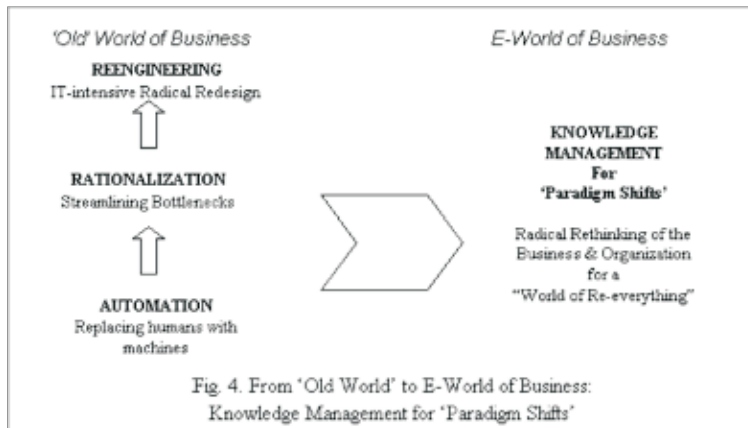 'Old' World of Business
REENGINEERING
IT-intensive Radical Redesign
RATIONALIZATION
Streamlining Bottlenecks
AUTOMATION
Replacing humans with
machines
E-World of Business
KNOWLEDGE
MANAGEMENT
For
'Paradigm Shifts'
Radical Rethinking of the
Business & Organization
for a
"World of Re-everything"
Fig. 4. From 'Old World' to E-World of Business:
Knowledge Management for 'Paradigm Shifts'